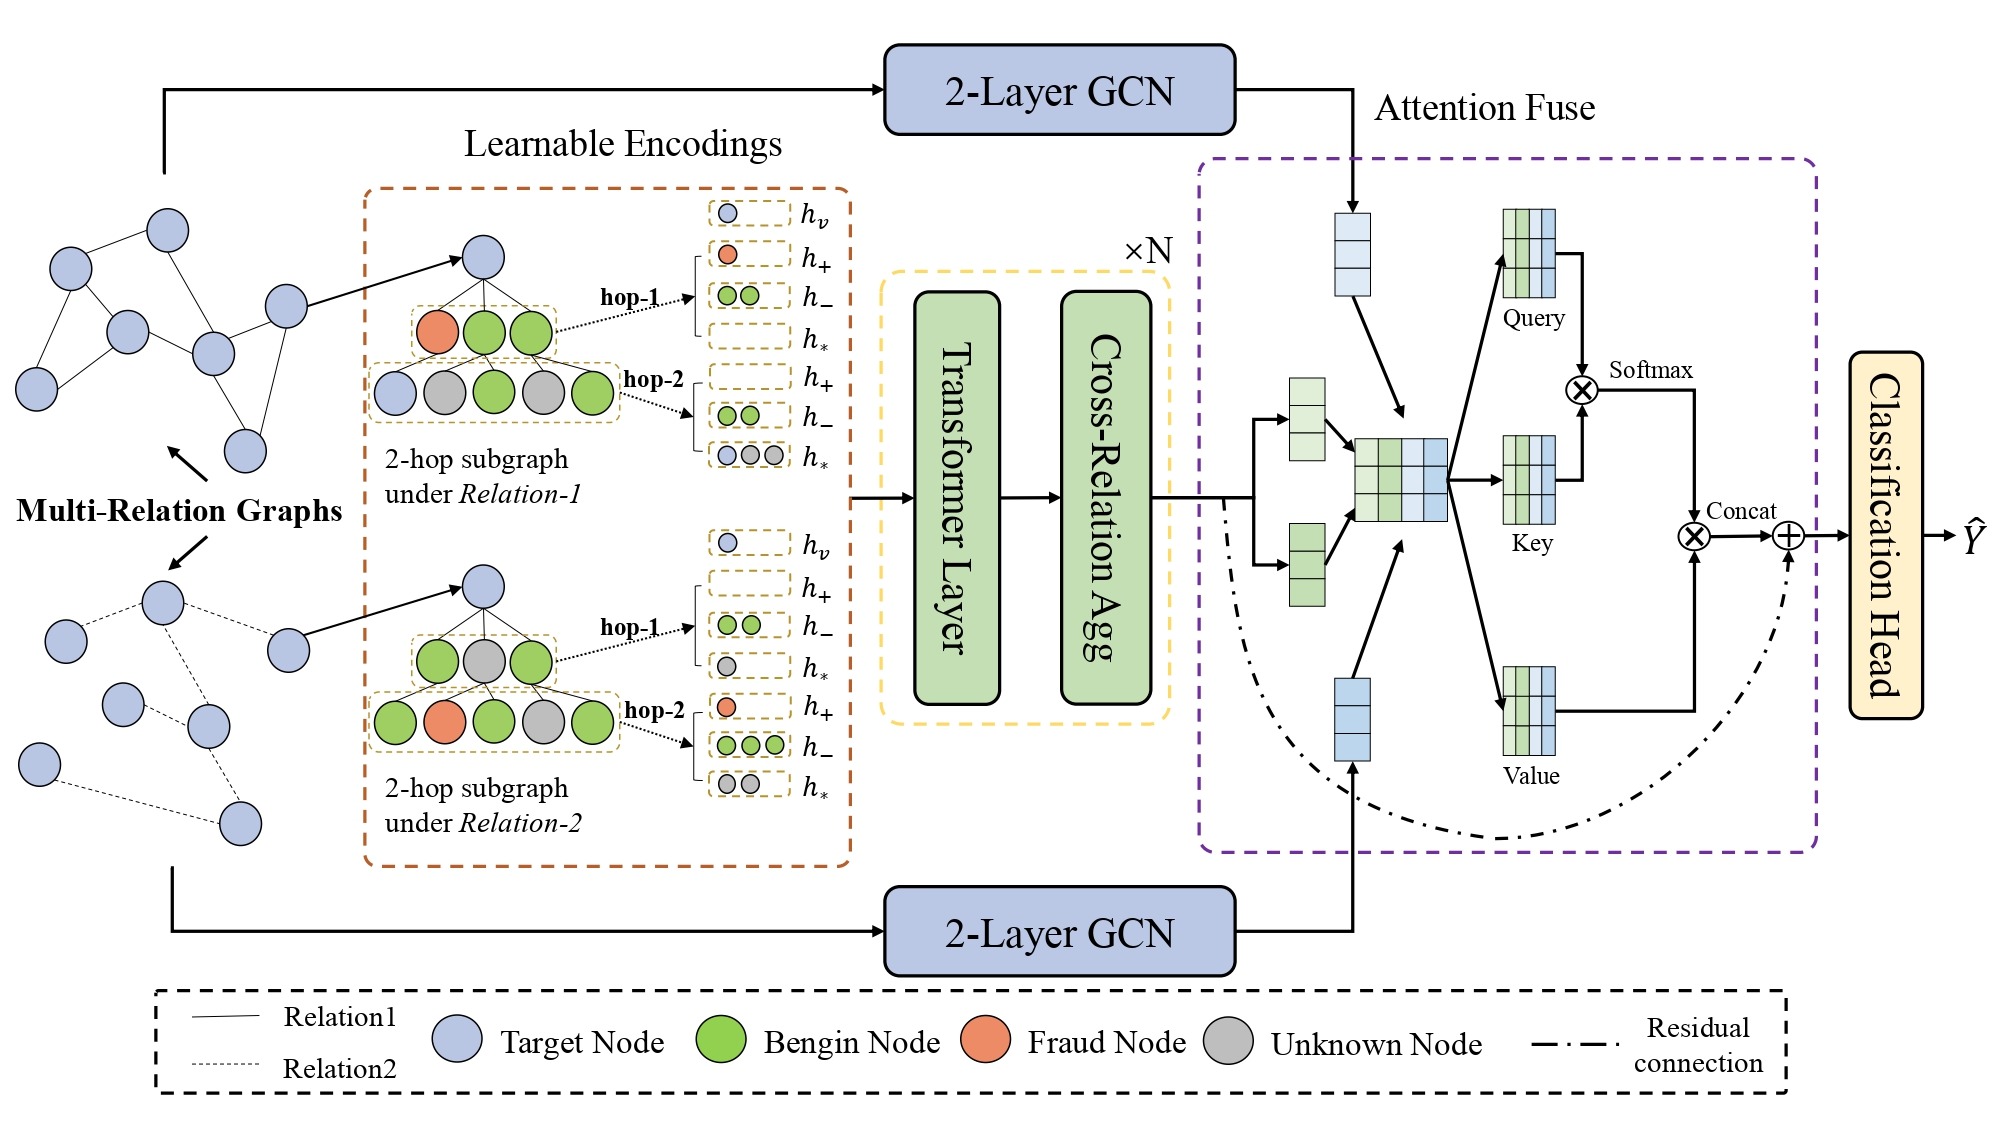 2-Layer GCN
Attention Fuse
Learnable Encodings
×N
hop-1
hop-2
h_v
h_+
h_−
h_*
h_+
h_−
h_*
2-hop subgraph
under Relation-1
Multi-Relation Graphs
hop-1
hop-2
h_v
h_+
h_−
h_*
h_+
h_−
h_*
2-hop subgraph
under Relation-2
Transformer Layer
Cross-Relation Agg
Query
Softmax
Key
Concat
Value
Classification Head
Ŷ
2-Layer GCN
Relation1
Relation2
Target Node
Bengin Node
Fraud Node
Unknown Node
Residual
connection